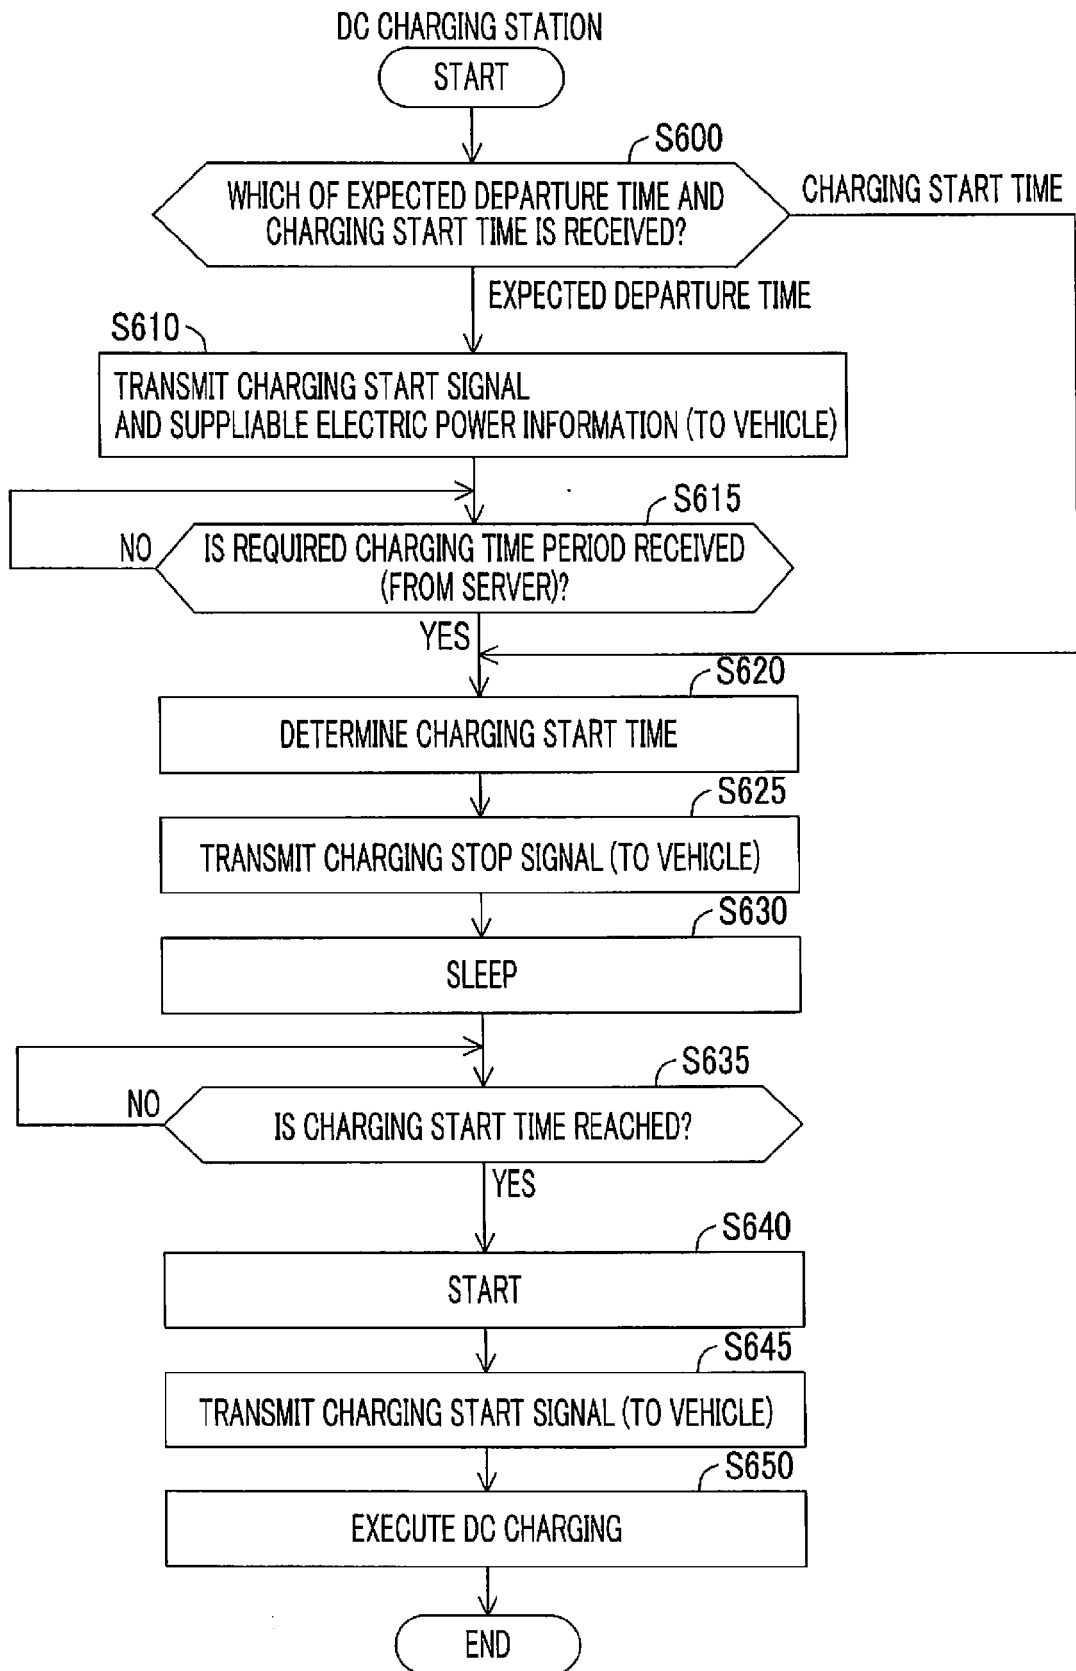 DC CHARGING STATION
START
S600
WHICH OF EXPECTED DEPARTURE TIME AND
CHARGING START TIME IS RECEIVED?
CHARGING START TIME
EXPECTED DEPARTURE TIME
S610
TRANSMIT CHARGING START SIGNAL
AND SUPPLIABLE ELECTRIC POWER INFORMATION (TO VEHICLE)
S615
NO
IS REQUIRED CHARGING TIME PERIOD RECEIVED
(FROM SERVER)?
YES
S620
DETERMINE CHARGING START TIME
S625
TRANSMIT CHARGING STOP SIGNAL (TO VEHICLE)
S630
SLEEP
S635
NO
IS CHARGING START TIME REACHED?
YES
S640
START
S645
TRANSMIT CHARGING START SIGNAL (TO VEHICLE)
S650
EXECUTE DC CHARGING
END